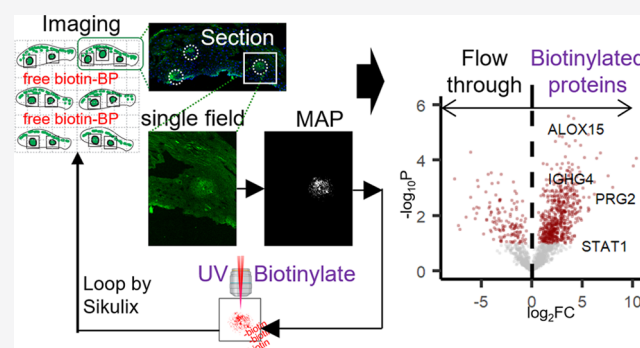 Imaging
free biotin-BP
free biotin-BP
Section
single field
MAP
UV
Biotinylate
Loop by
Sikulix
-biotin
Flow
through
Biotinylated
proteins
-log10P
6
4
2
0
ALOX15
IGHG4
PRG2
STAT1
-5
0
5
10
log2FC